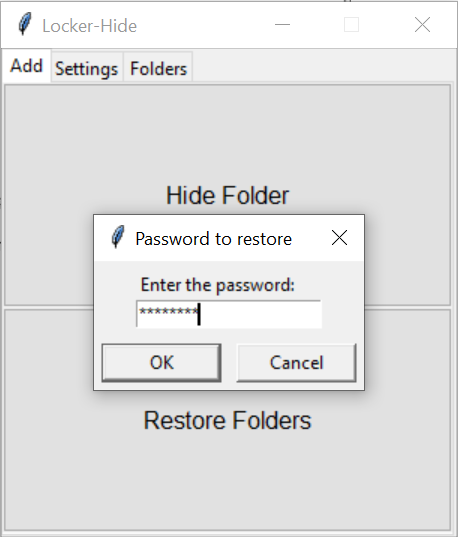 Locker-Hide
Add Settings Folders
Hide Folder
Password to restore
Enter the password:
********
OK Cancel
Restore Folders